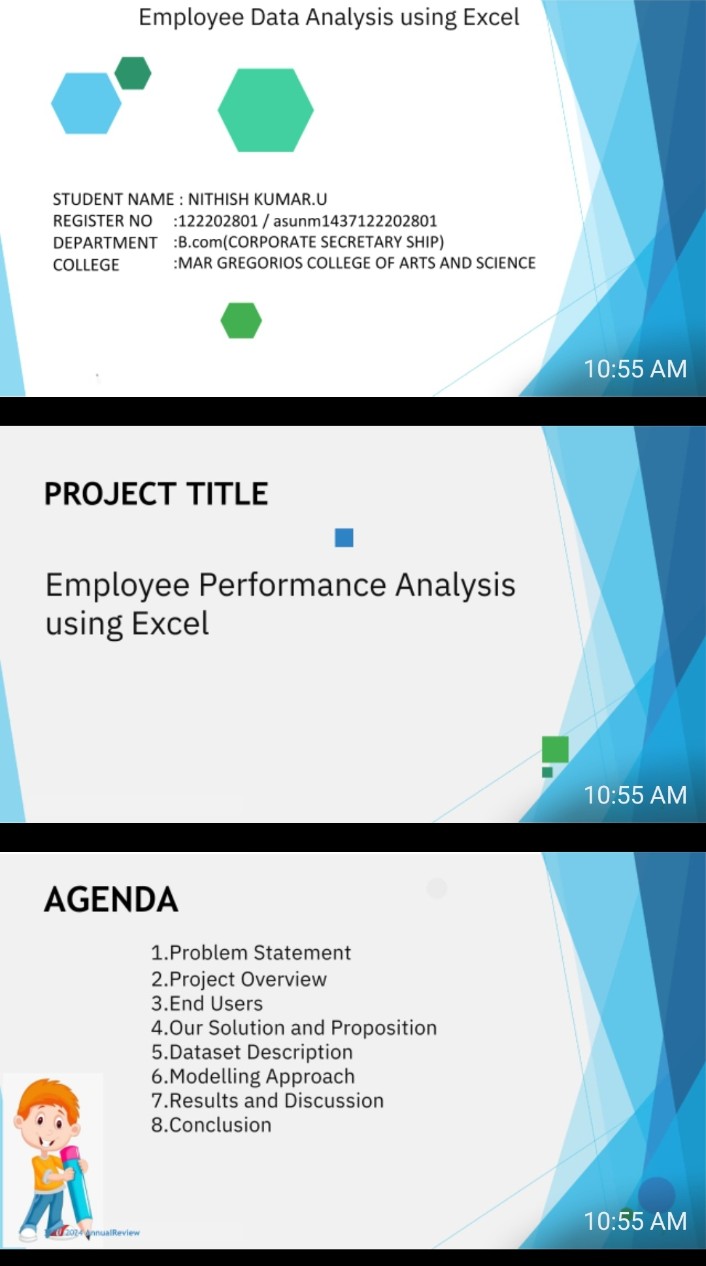 Employee Data Analysis using Excel
STUDENT NAME : NITHISH KUMAR.U
REGISTER NO :122202801 / asunm1437122202801
DEPARTMENT :B.com(CORPORATE SECRETARY SHIP)
COLLEGE :MAR GREGORIOS COLLEGE OF ARTS AND SCIENCE
10:55 AM
PROJECT TITLE
Employee Performance Analysis
using Excel
10:55 AM
AGENDA
1.Problem Statement
2.Project Overview
3.End Users
4.Our Solution and Proposition
5.Dataset Description
6.Modelling Approach
7.Results and Discussion
8.Conclusion
2024 AnnualReview
10:55 AM